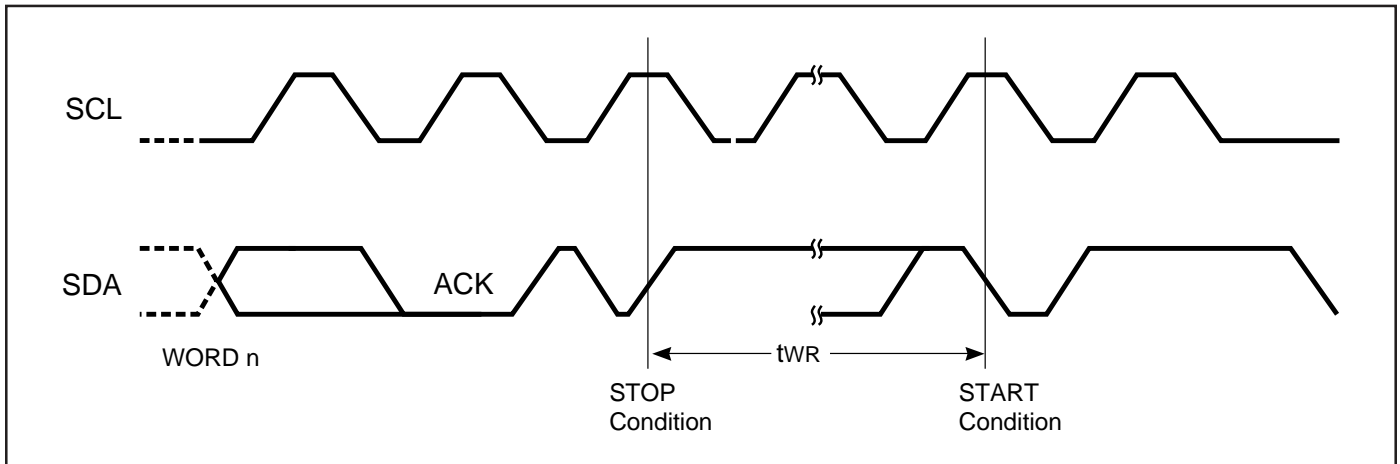 SCL
SDA
ACK
WORD n
tWR
STOP
Condition
START
Condition